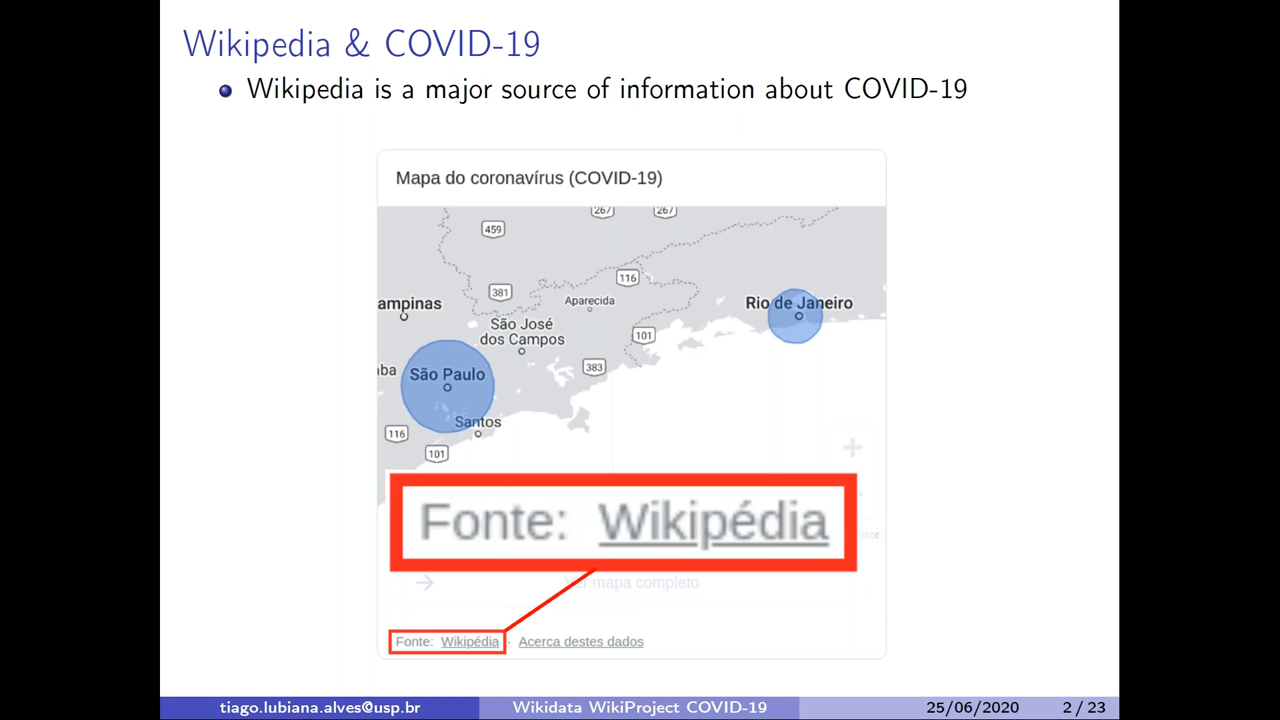 Wikipedia & COVID-19
Wikipedia is a major source of information about COVID-19
Mapa do coronavírus (COVID-19)
267
267
459
116
381
Aparecida
ampinas
Rio de Janeiro
São José
dos Campos
101
383
ba
São Paulo
Santos
116
101
Fonte: Wikipédia
mapa completo
Fonte: Wikipédia · Acerca destes dados
tiago.lubiana.alves@usp.br Wikidata WikiProject COVID-19 25/06/2020 2 / 23